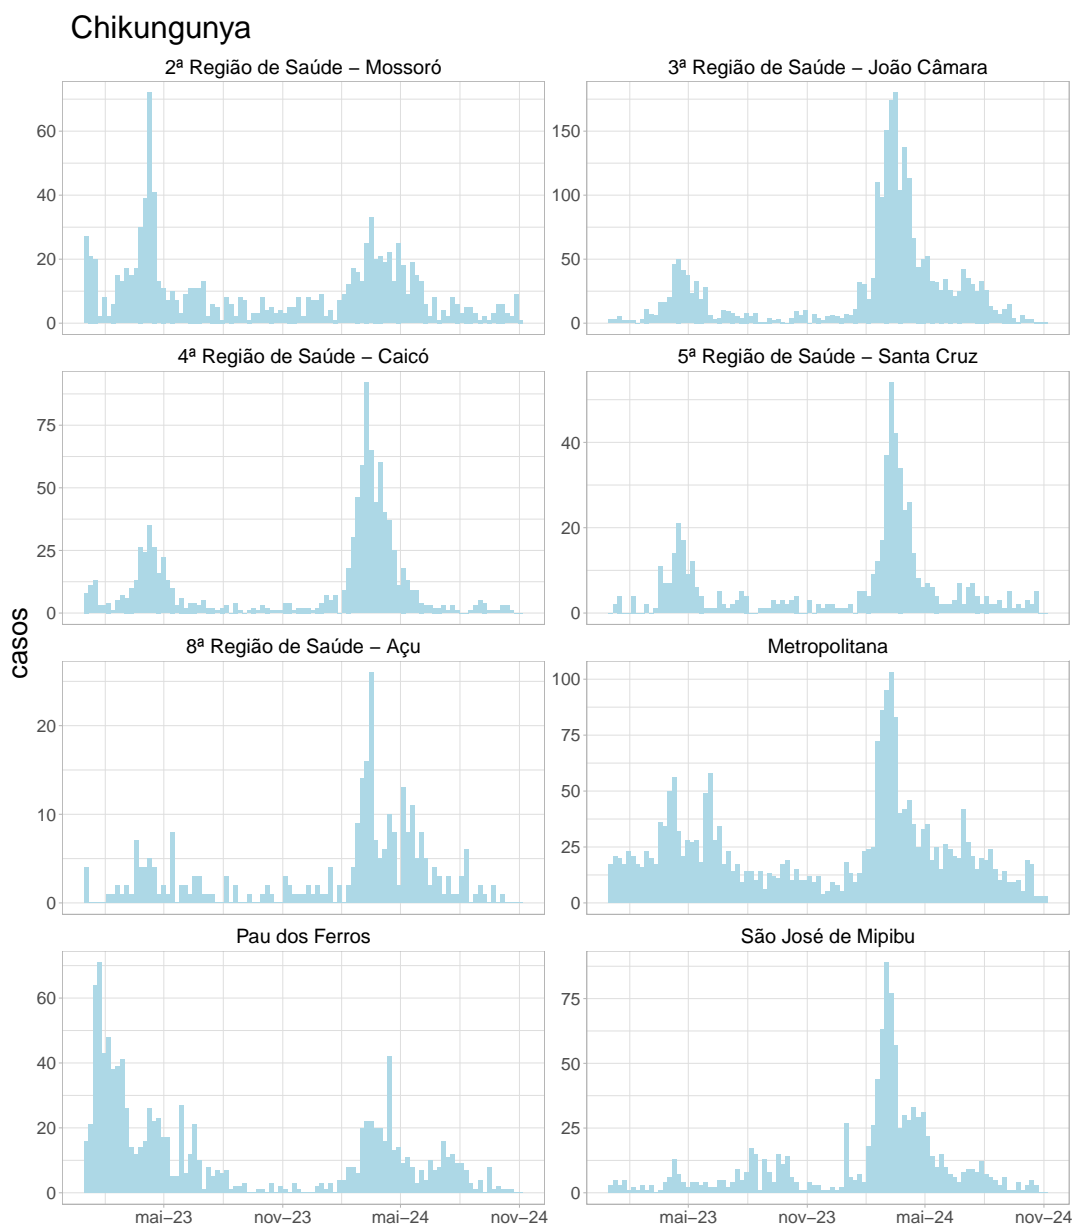 Chikungunya
2ª Região de Saúde – Mossoró
3ª Região de Saúde – João Câmara
60
40
20
0
150
100
50
0
4ª Região de Saúde – Caicó
5ª Região de Saúde – Santa Cruz
75
50
25
0
40
20
0
casos
8ª Região de Saúde – Açu
Metropolitana
20
10
0
100
75
50
25
0
Pau dos Ferros
São José de Mipibu
60
40
20
0
75
50
25
0
mai–23 nov–23 mai–24 nov–24
mai–23 nov–23 mai–24 nov–24